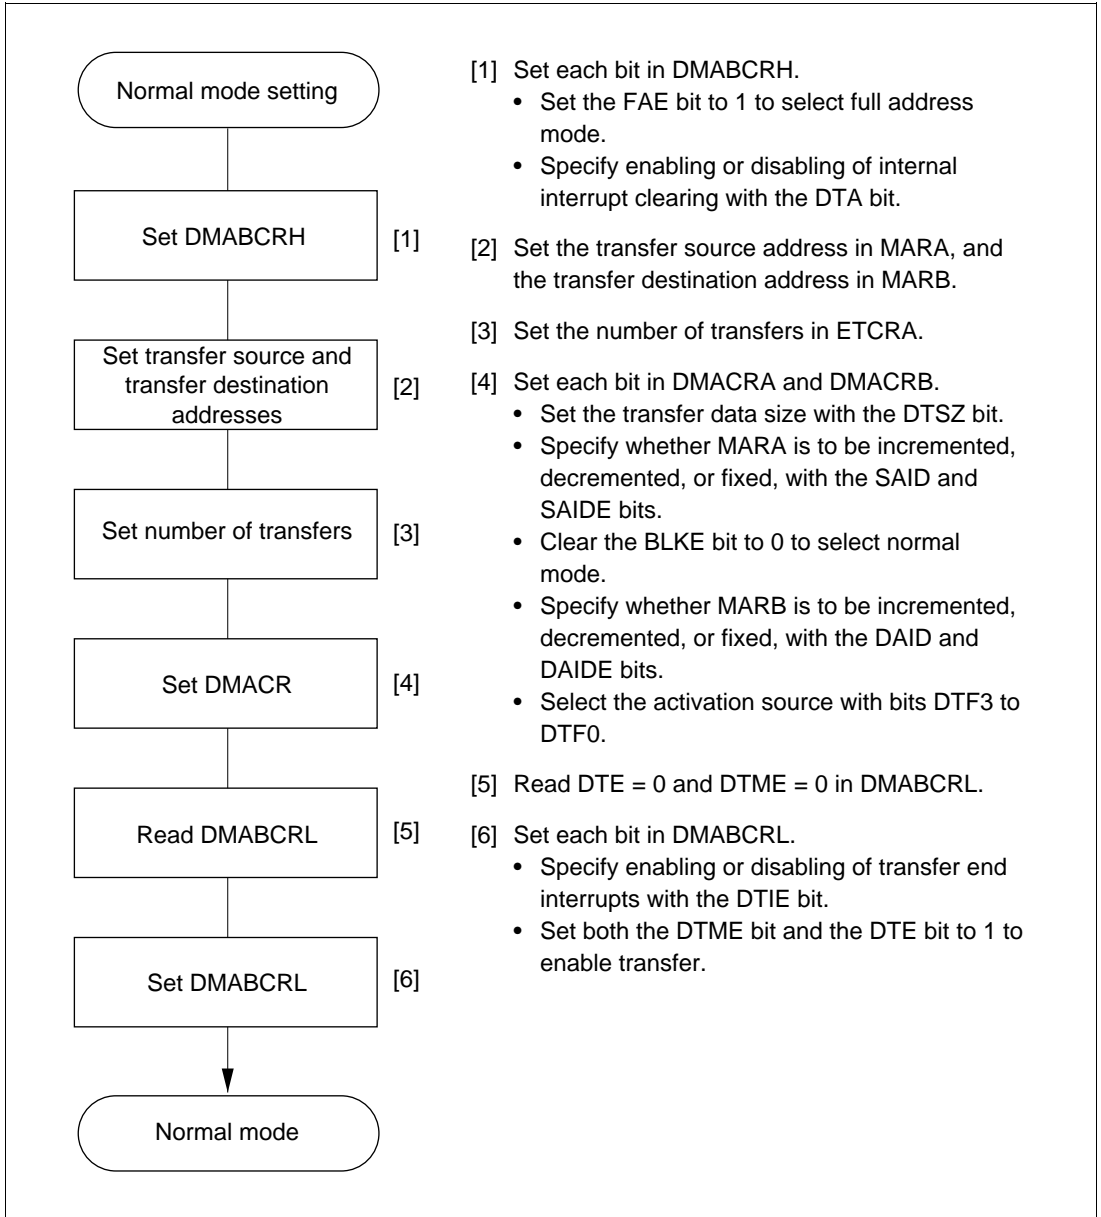 Normal mode setting
Set DMABCRH
[1]
Set transfer source and
transfer destination
addresses
[2]
Set number of transfers
[3]
Set DMACR
[4]
Read DMABCRL
[5]
Set DMABCRL
[6]
Normal mode
[1] Set each bit in DMABCRH.
• Set the FAE bit to 1 to select full address
mode.
• Specify enabling or disabling of internal
interrupt clearing with the DTA bit.
[2] Set the transfer source address in MARA, and
the transfer destination address in MARB.
[3] Set the number of transfers in ETCRA.
[4] Set each bit in DMACRA and DMACRB.
• Set the transfer data size with the DTSZ bit.
• Specify whether MARA is to be incremented,
decremented, or fixed, with the SAID and
SAIDE bits.
• Clear the BLKE bit to 0 to select normal
mode.
• Specify whether MARB is to be incremented,
decremented, or fixed, with the DAID and
DAIDE bits.
• Select the activation source with bits DTF3 to
DTF0.
[5] Read DTE = 0 and DTME = 0 in DMABCRL.
[6] Set each bit in DMABCRL.
• Specify enabling or disabling of transfer end
interrupts with the DTIE bit.
• Set both the DTME bit and the DTE bit to 1 to
enable transfer.